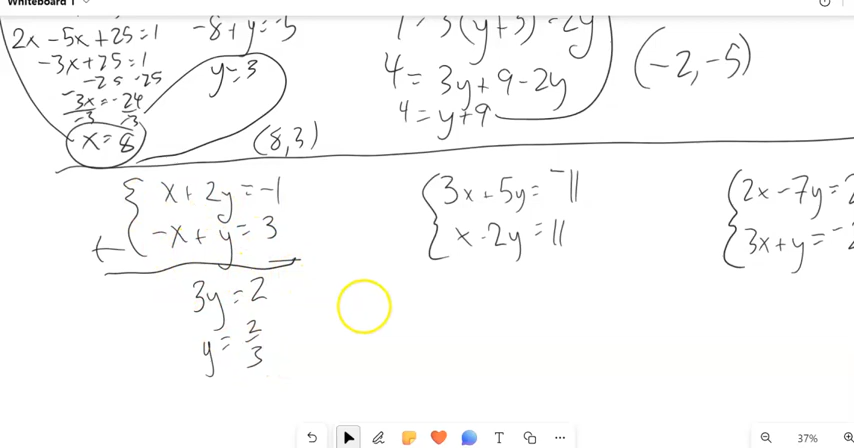 Whiteboard 1
2x - 5x + 25 = 1
-3x + 25 = 1
-25 -25
-3x = -24
-3 -3
x = 8
-8 + y = -5
y = 3
(8,3)
4 = 3y + 9 - 2y
4 = y + 9
(-2, -5)
x + 2y = -1
-x + y = 3
+
3y = 2
y = 2/3
3x + 5y = -11
x - 2y = 11
2x - 7y =
3x + y = -
T
37%